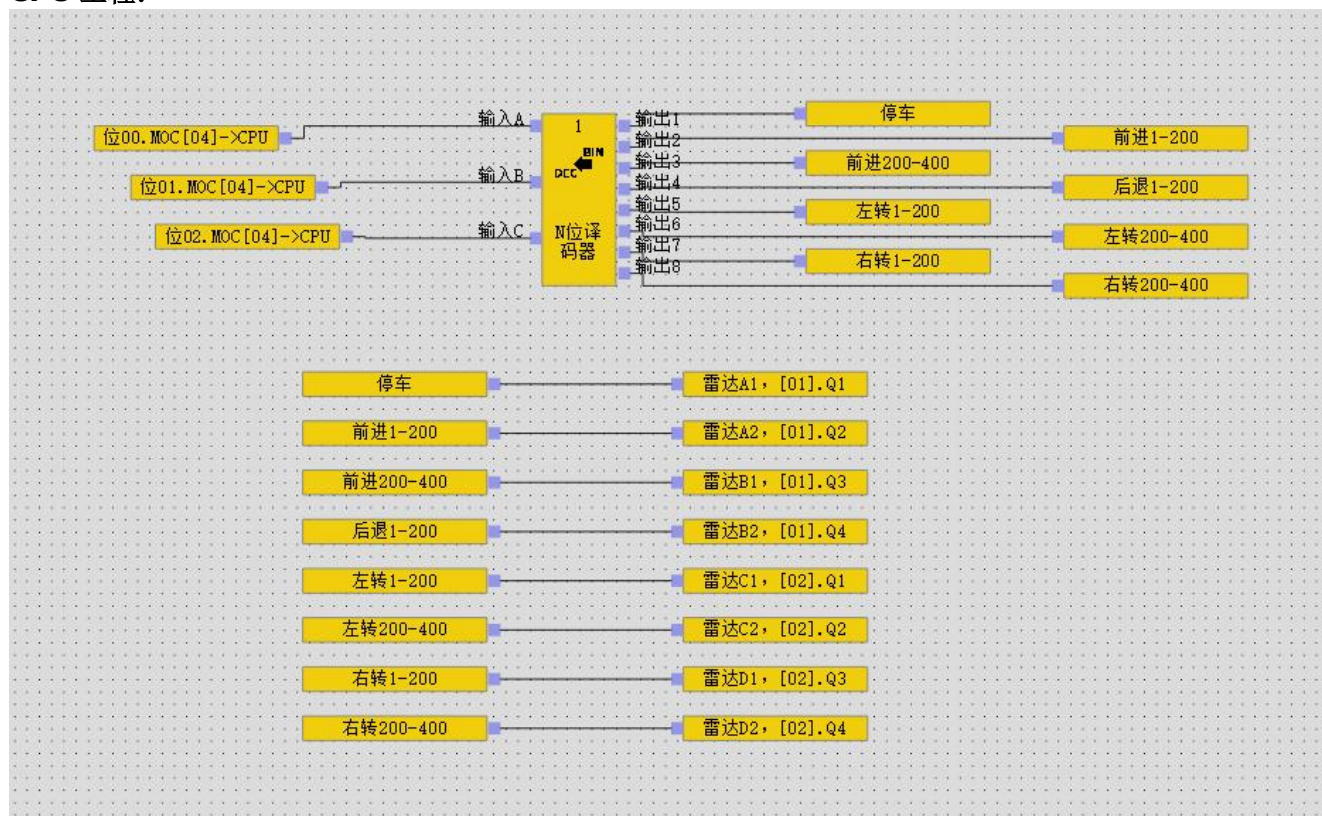 输入A
1
输出1
停车
位00.MOC[04]->CPU
输出2
前进1-200
BIN
DEC
输出3
前进200-400
位01.MOC[04]->CPU
输入B
输出4
后退1-200
输出5
左转1-200
位02.MOC[04]->CPU
输入C
N位译
码器
输出6
左转200-400
输出7
右转1-200
输出8
右转200-400
停车
雷达A1,[01].Q1
前进1-200
雷达A2,[01].Q2
前进200-400
雷达B1,[01].Q3
后退1-200
雷达B2,[01].Q4
左转1-200
雷达C1,[02].Q1
左转200-400
雷达C2,[02].Q2
右转1-200
雷达D1,[02].Q3
右转200-400
雷达D2,[02].Q4